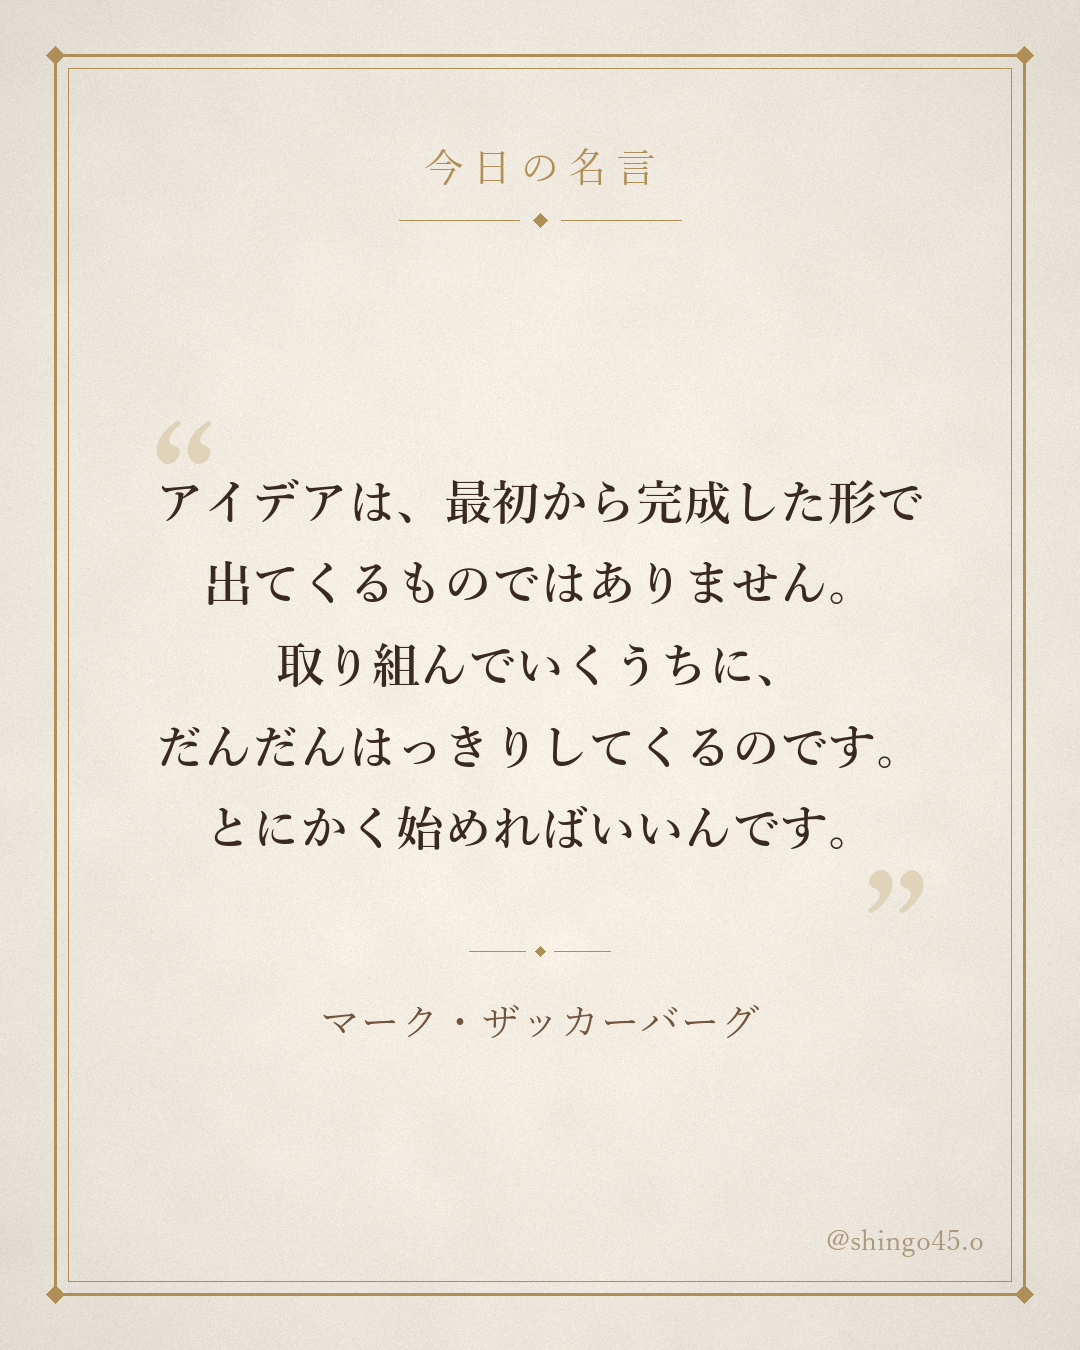 今日の名言
“
アイデアは、最初から完成した形で
出てくるものではありません。
取り組んでいくうちに、
だんだんはっきりしてくるのです。
とにかく始めればいいんです。
”
マーク・ザッカーバーグ
@shingo45.o